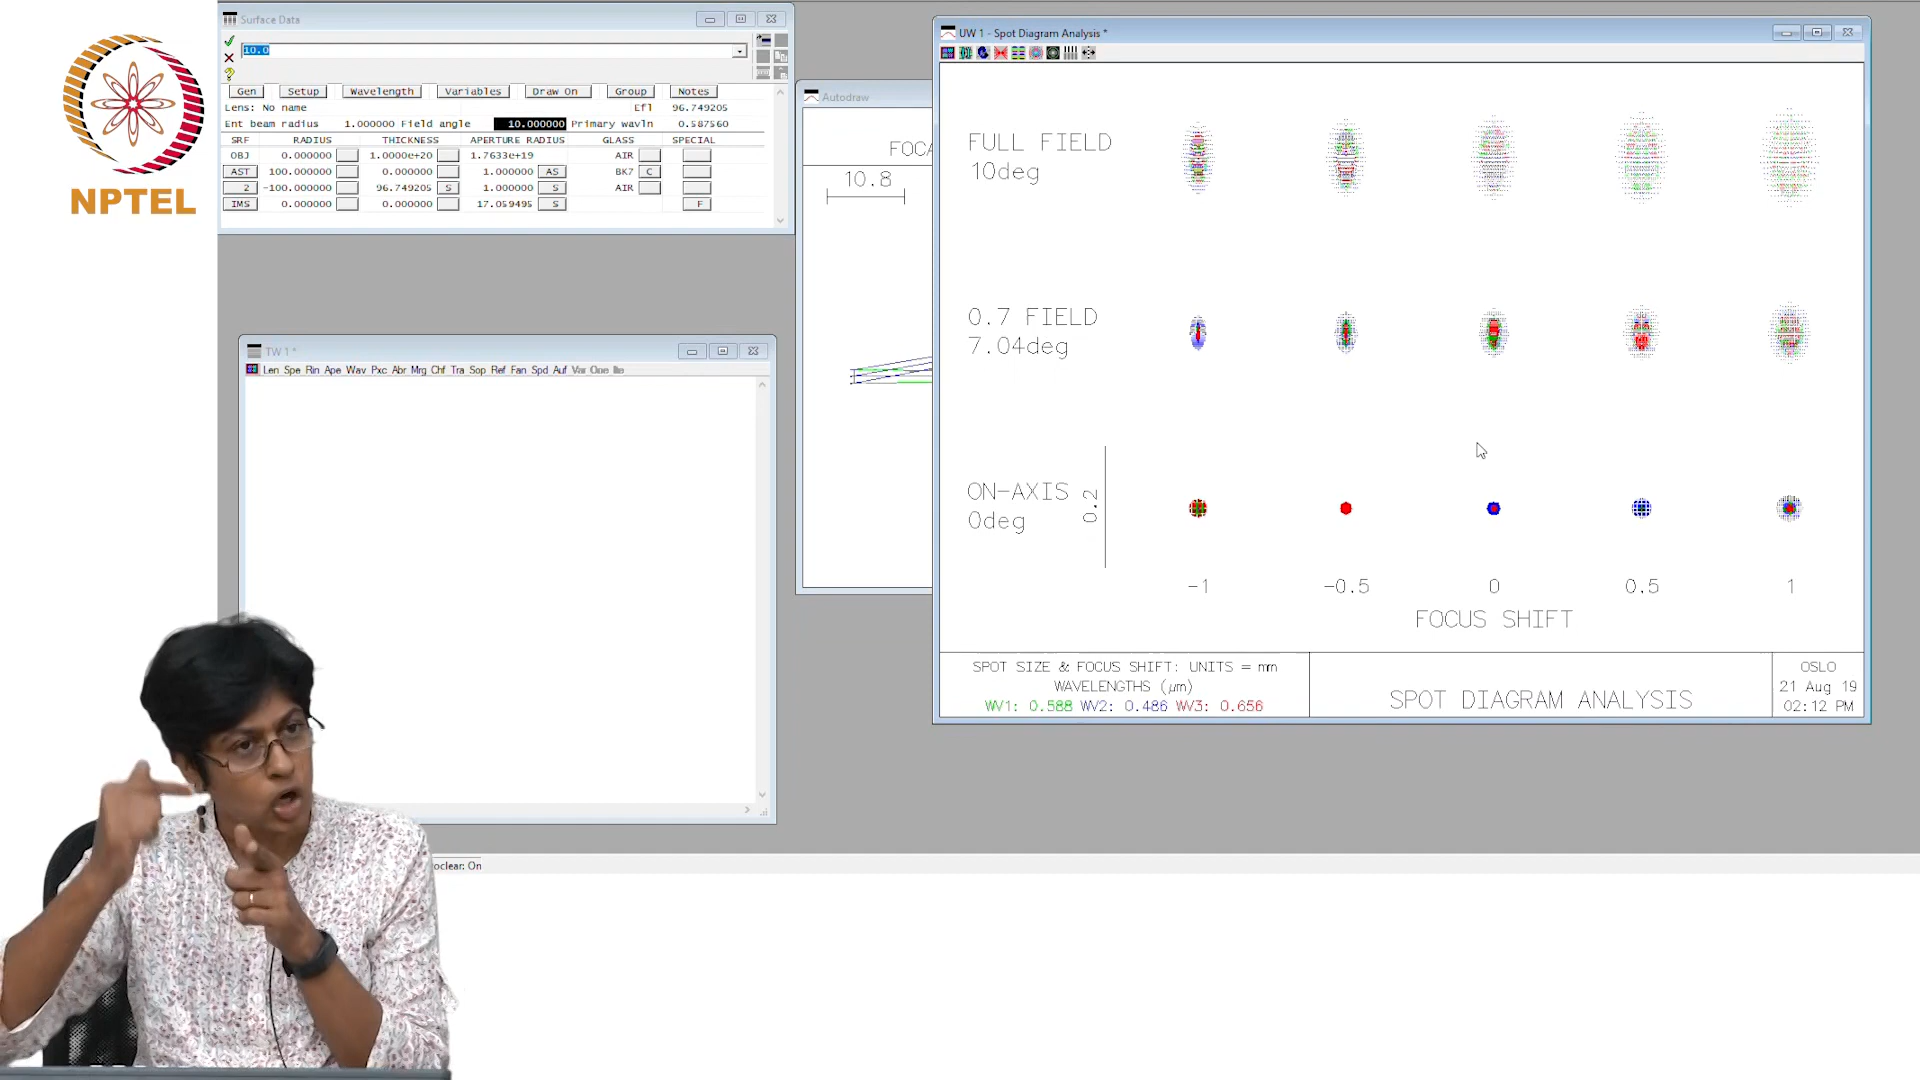 NPTEL
Surface Data
10.0
Gen Setup Wavelength Variables Draw On Group Notes
Lens: No name Efl 96.749205
Ent beam radius 1.000000 Field angle 10.000000 Primary wavln 0.587560
SRF RADIUS THICKNESS APERTURE RADIUS GLASS SPECIAL
OBJ 0.000000 1.0000e+20 1.7633e+19 AIR
AST 100.000000 0.000000 1.000000 AS BK7 C
2 -100.000000 96.749205 S 1.000000 S AIR
IMS 0.000000 0.000000 17.059495 S F
TW 1 *
Len Spe Rin Ape Wav Pxc Abr Mrg Chf Tra Sop Ref Fan Spd Auf Var Ope Ite
oclear: On
Autodraw
FOCA
10.8
UW 1 - Spot Diagram Analysis *
FULL FIELD
10deg
0.7 FIELD
7.04deg
ON-AXIS
0deg
0.2
-1 -0.5 0 0.5 1
FOCUS SHIFT
SPOT SIZE & FOCUS SHIFT: UNITS = mm
WAVELENGTHS (µm)
WV1: 0.588 WV2: 0.486 WV3: 0.656
SPOT DIAGRAM ANALYSIS
OSLO
21 Aug 19
02:12 PM